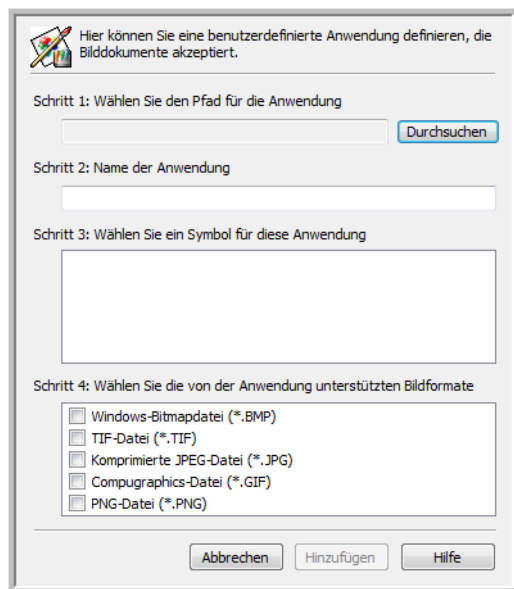 Hier können Sie eine benutzerdefinierte Anwendung definieren, die
Bilddokumente akzeptiert.
Schritt 1: Wählen Sie den Pfad für die Anwendung
Durchsuchen
Schritt 2: Name der Anwendung
Schritt 3: Wählen Sie ein Symbol für diese Anwendung
Schritt 4: Wählen Sie die von der Anwendung unterstützten Bildformate
Windows-Bitmapdatei (*.BMP)
TIF-Datei (*.TIF)
Komprimierte JPEG-Datei (*.JPG)
Compugraphics-Datei (*.GIF)
PNG-Datei (*.PNG)
Abbrechen
Hinzufügen
Hilfe